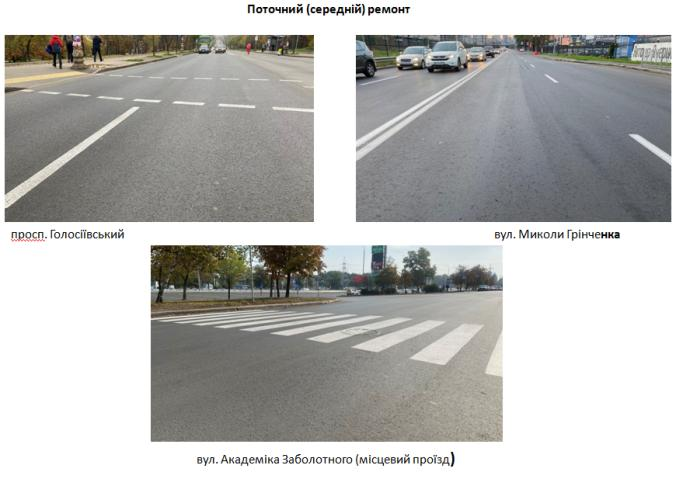 Поточний (середній) ремонт
просп. Голосіївський
вул. Миколи Грінченка
вул. Академіка Заболотного (місцевий проїзд)